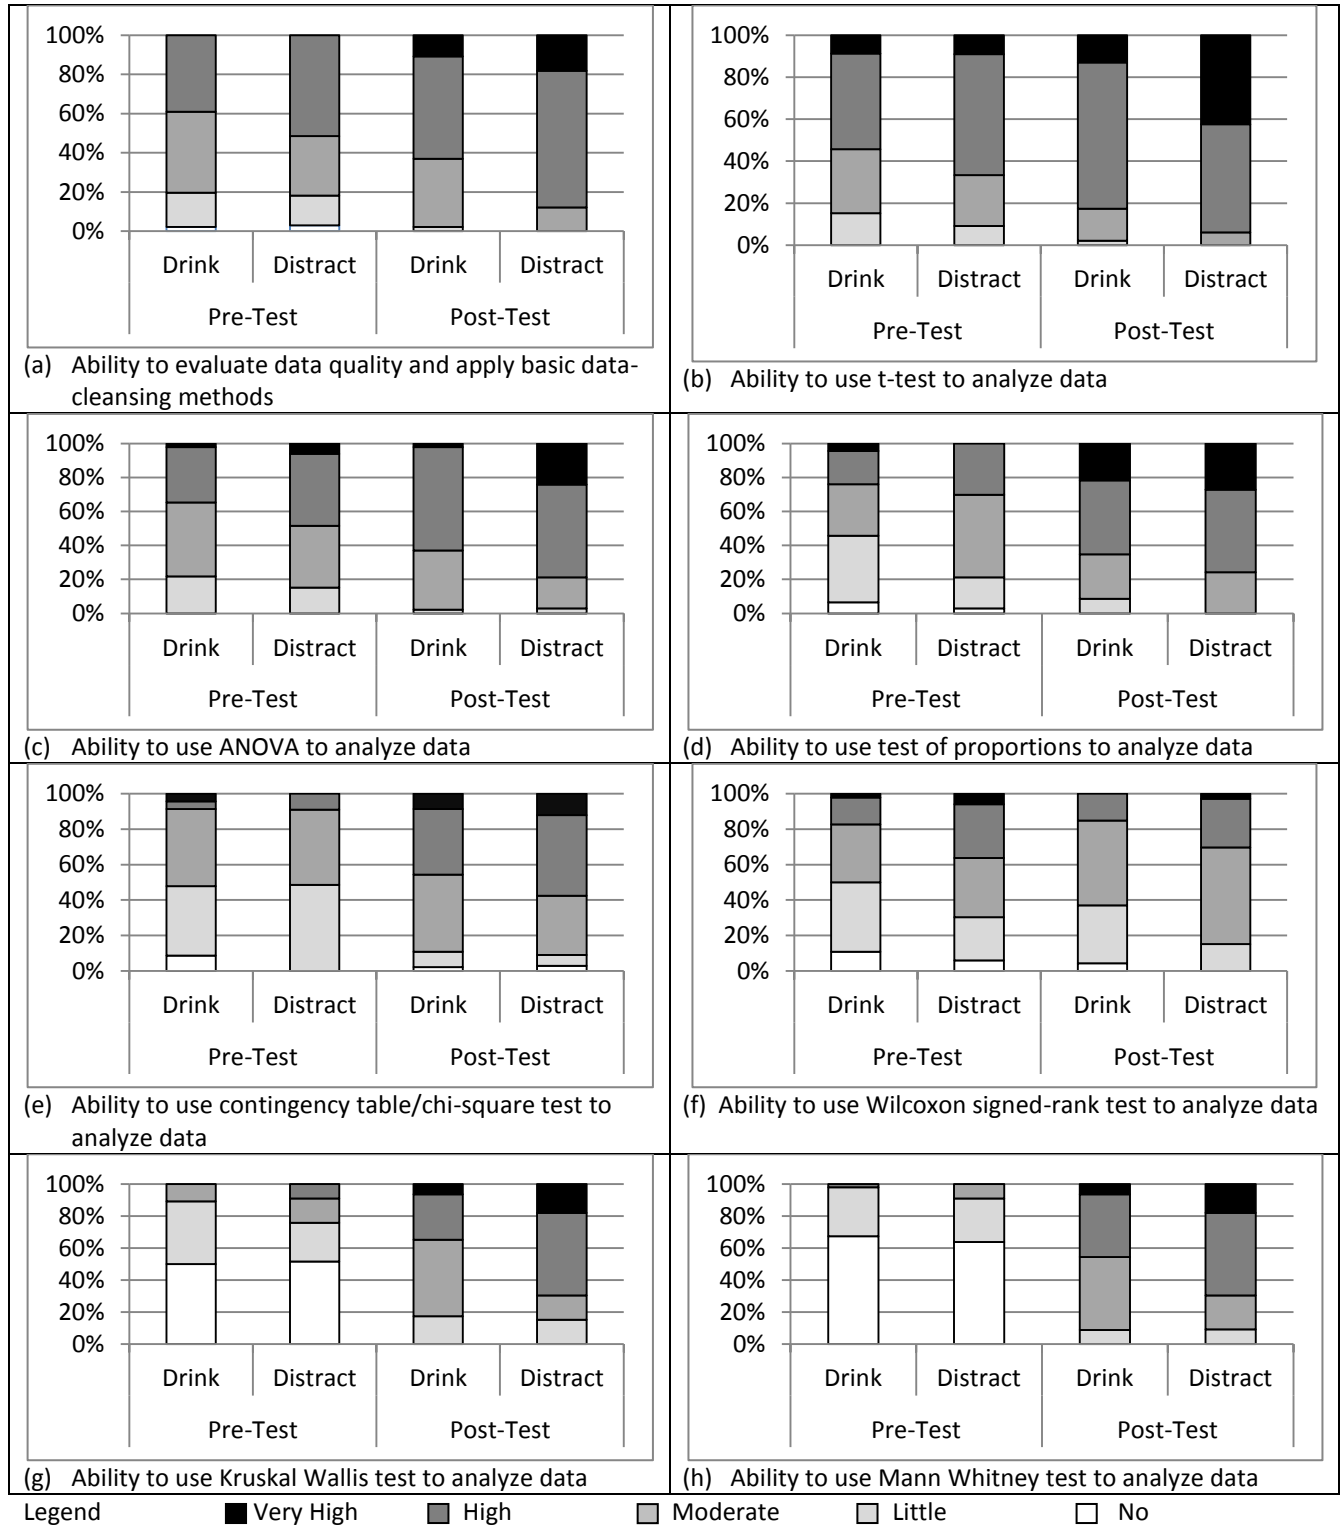 100%
80%
60%
40%
20%
0%
Drink Distract Drink Distract
Pre-Test Post-Test
(a) Ability to evaluate data quality and apply basic data-
cleansing methods
100%
80%
60%
40%
20%
0%
Drink Distract Drink Distract
Pre-Test Post-Test
(b) Ability to use t-test to analyze data
100%
80%
60%
40%
20%
0%
Drink Distract Drink Distract
Pre-Test Post-Test
(c) Ability to use ANOVA to analyze data
100%
80%
60%
40%
20%
0%
Drink Distract Drink Distract
Pre-Test Post-Test
(d) Ability to use test of proportions to analyze data
100%
80%
60%
40%
20%
0%
Drink Distract Drink Distract
Pre-Test Post-Test
(e) Ability to use contingency table/chi-square test to
analyze data
100%
80%
60%
40%
20%
0%
Drink Distract Drink Distract
Pre-Test Post-Test
(f) Ability to use Wilcoxon signed-rank test to analyze data
100%
80%
60%
40%
20%
0%
Drink Distract Drink Distract
Pre-Test Post-Test
(g) Ability to use Kruskal Wallis test to analyze data
100%
80%
60%
40%
20%
0%
Drink Distract Drink Distract
Pre-Test Post-Test
(h) Ability to use Mann Whitney test to analyze data
Legend Very High High Moderate Little No